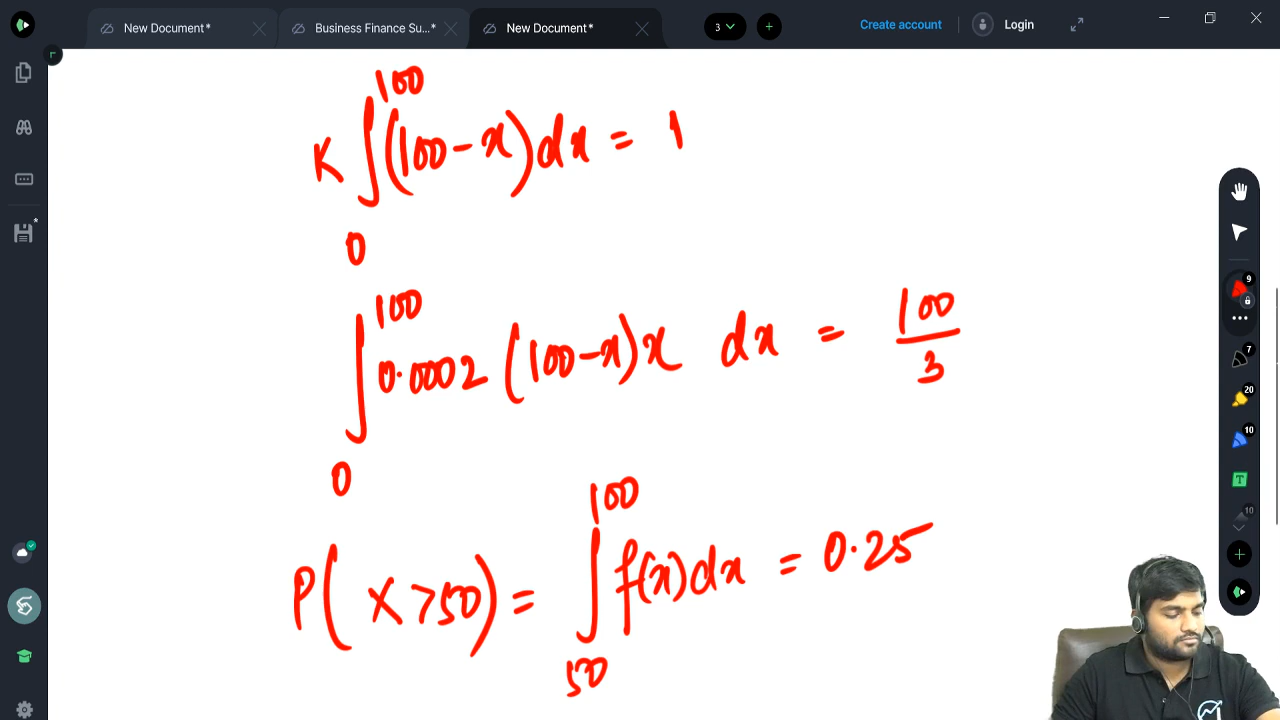 New Document*
Business Finance Su...*
New Document*
3
Create account
Login
100
K ∫ (100-x) dx = 1
0
100
∫ 0.0002 (100-x)x dx = 100/3
0
100
P( X >50) = ∫ f(x) dx = 0.25
50
9
7
20
10
T
10